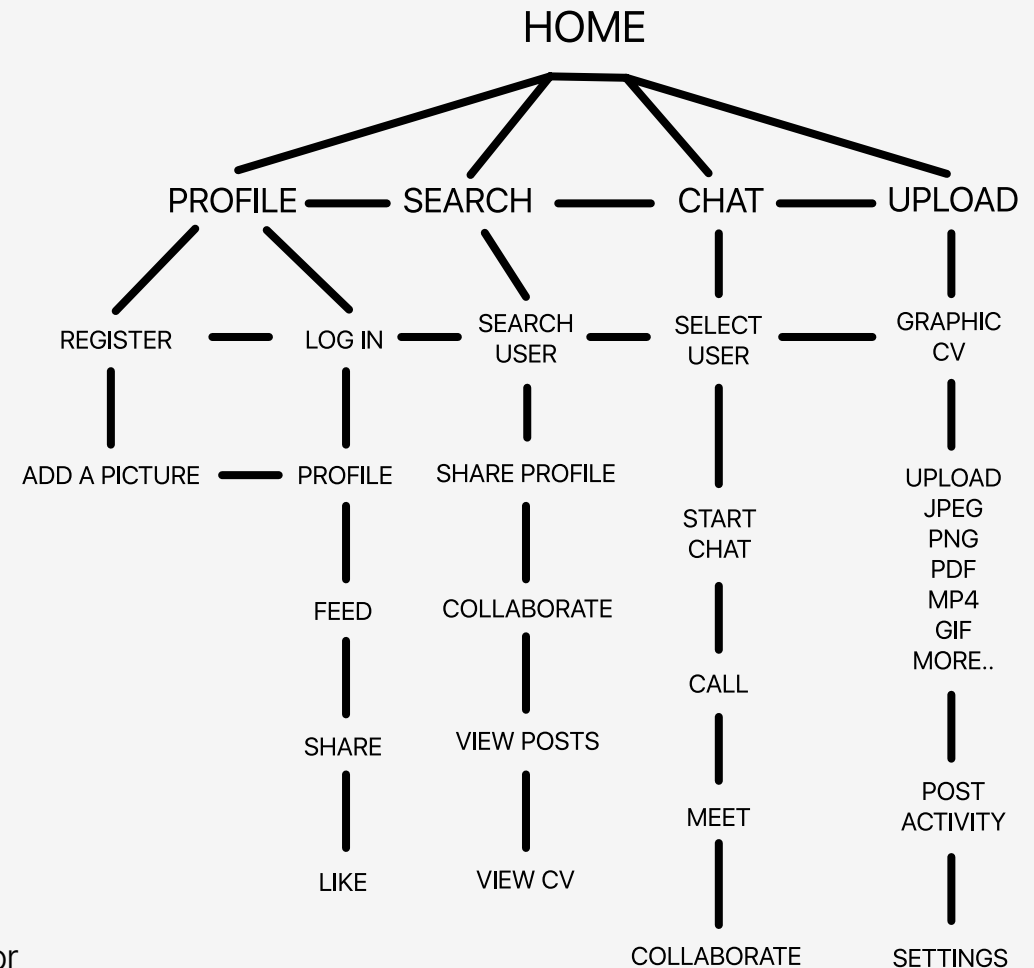 HOME
PROFILE
SEARCH
CHAT
UPLOAD
REGISTER
LOG IN
SEARCH
USER
SELECT
USER
GRAPHIC
CV
ADD A PICTURE
PROFILE
SHARE PROFILE
START
CHAT
UPLOAD
JPEG
PNG
PDF
MP4
GIF
MORE..
FEED
COLLABORATE
CALL
SHARE
VIEW POSTS
MEET
POST
ACTIVITY
LIKE
VIEW CV
COLLABORATE
SETTINGS
or